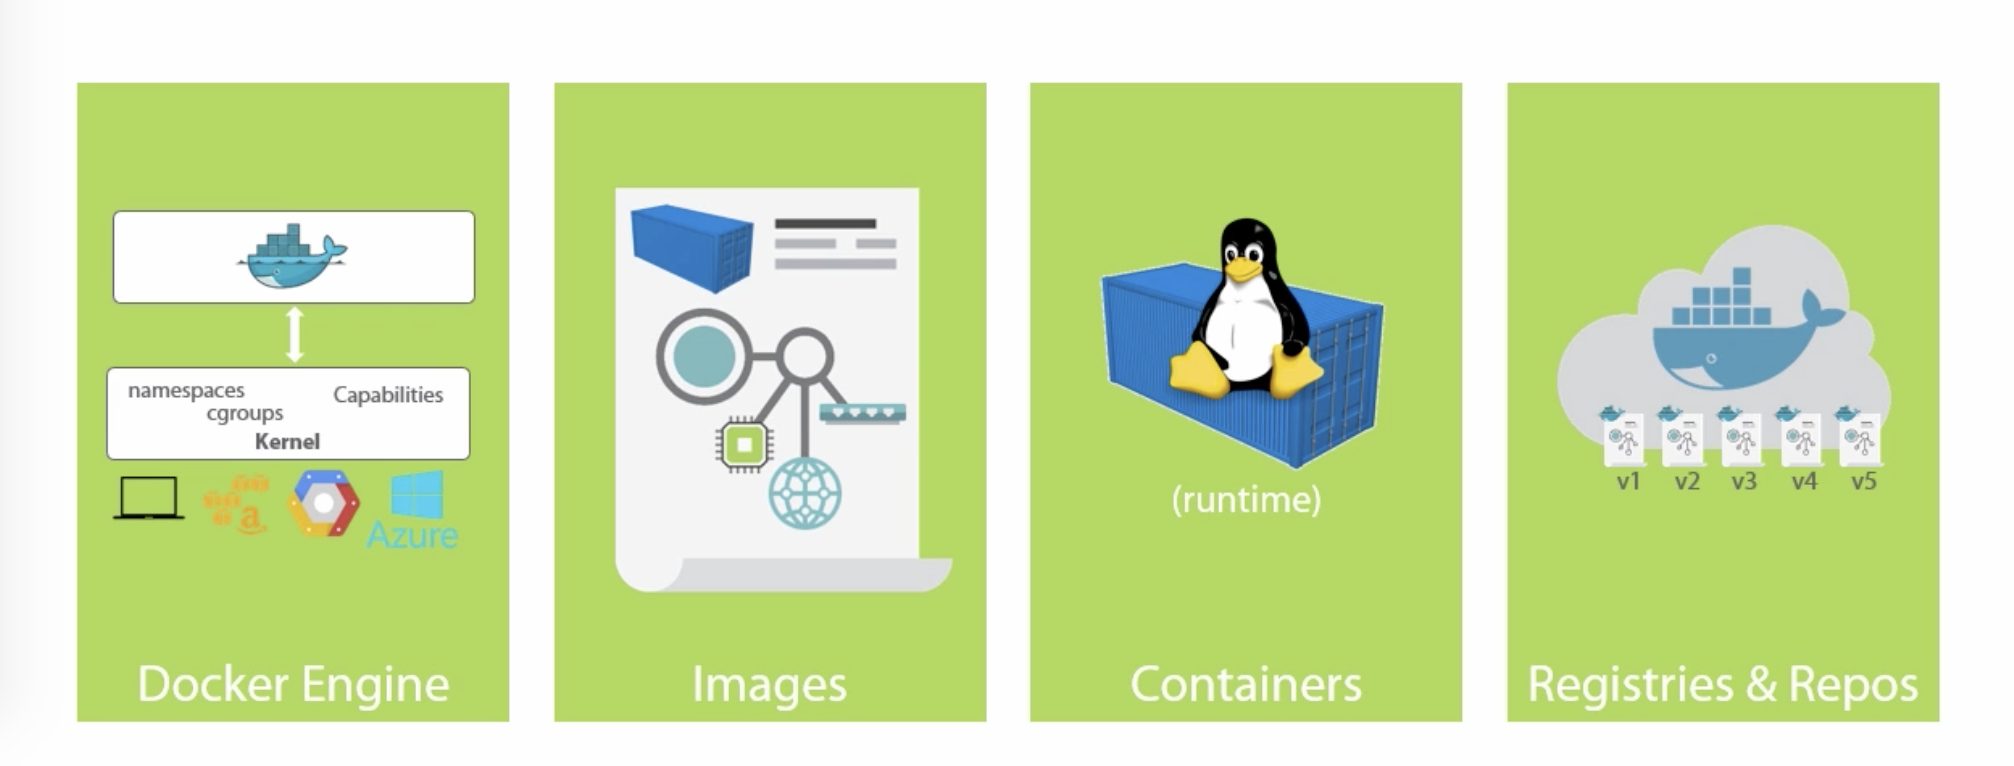 namespaces
Capabilities
cgroups
Kernel
a
Azure
Docker Engine
Images
(runtime)
Containers
v1 v2 v3 v4 v5
Registries & Repos